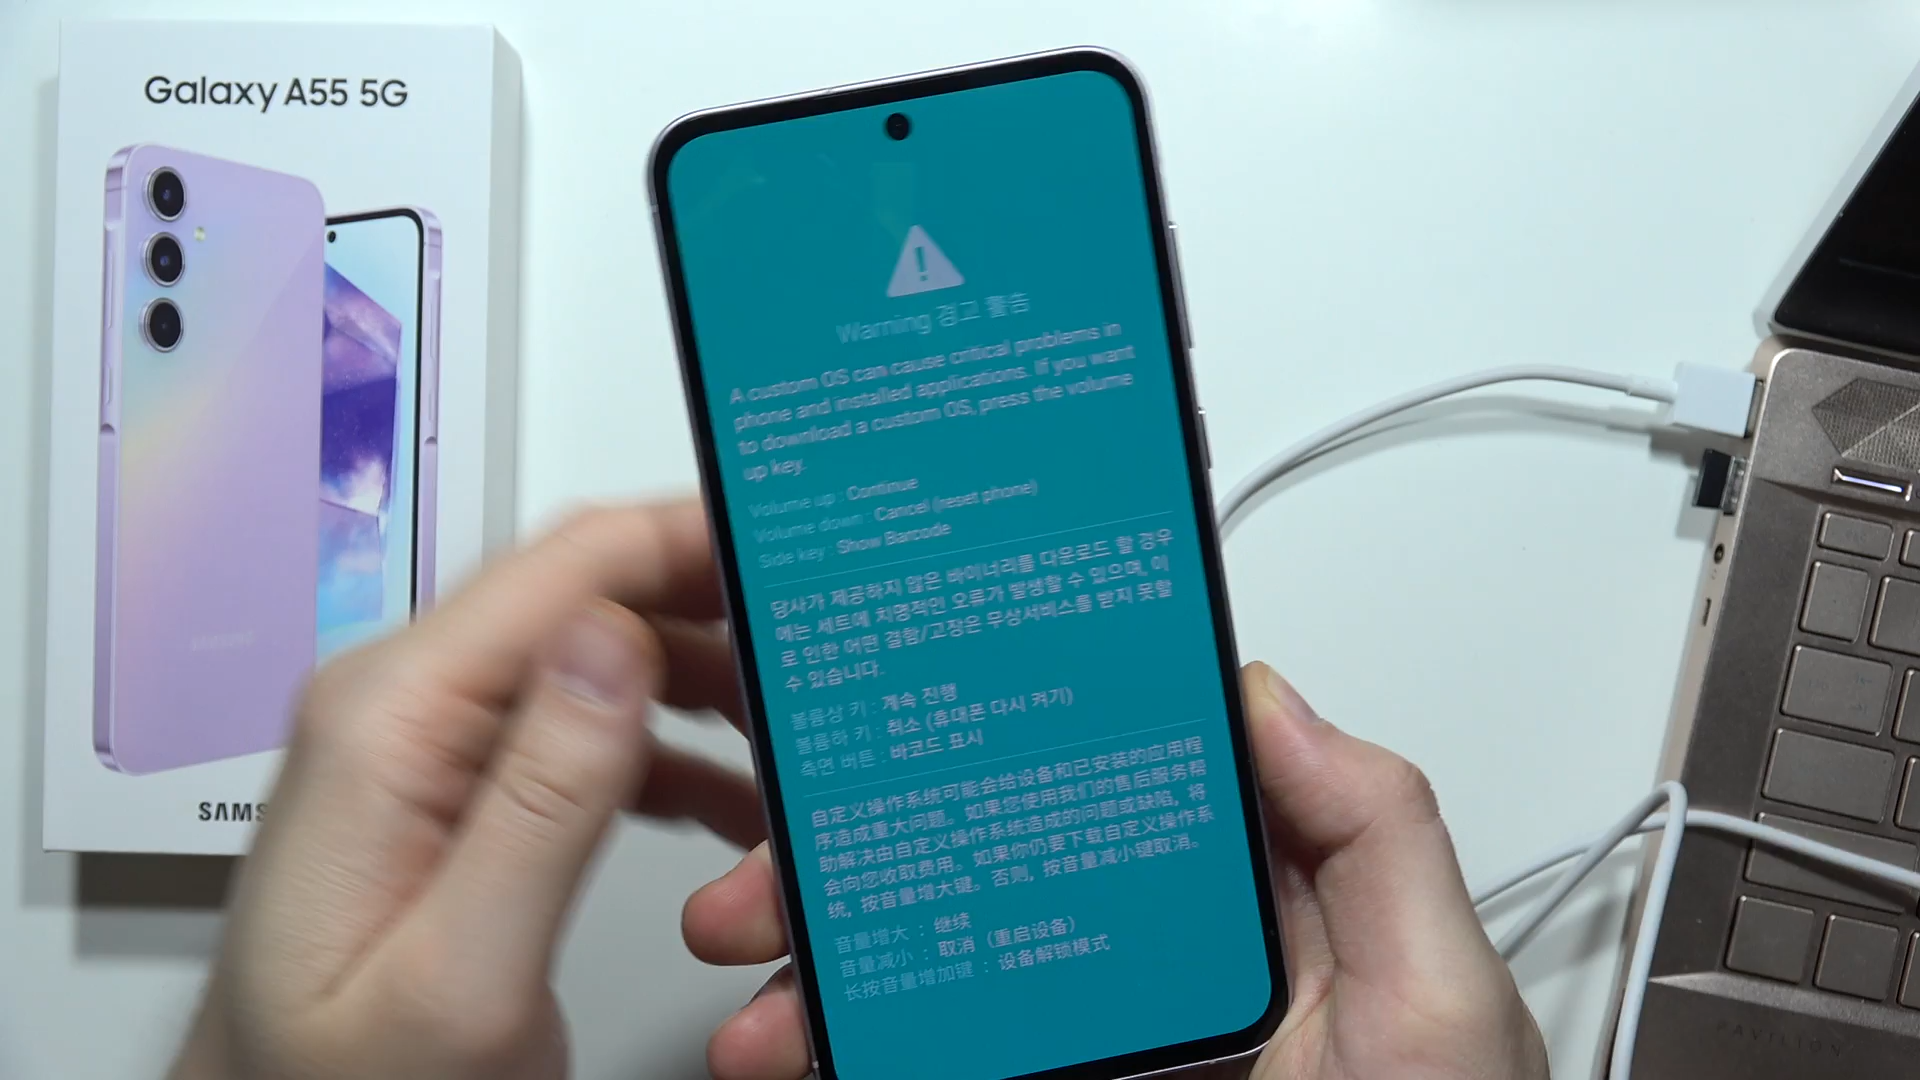 Galaxy A55 5G
SAMS
Warning 경고 警告
A custom OS can cause critical problems in
phone and installed applications. If you want
to download a custom OS, press the volume
up key.
Volume up : Continue
Volume down : Cancel (reset phone)
Side key : Show Barcode
당사가 제공하지 않은 바이너리를 다운로드 할 경우
에는 세트에 치명적인 오류가 발생할 수 있으며, 이
로 인한 어떤 결함/고장은 무상서비스를 받지 못할
수 있습니다.
볼륨상 키 : 계속 진행
볼륨하 키 : 취소 (휴대폰 다시 켜기)
측면 버튼 : 바코드 표시
自定义操作系统可能会给设备和已安装的应用程
序造成重大问题。如果您使用我们的售后服务帮
助解决由自定义操作系统造成的问题或缺陷，将
会向您收取费用。如果你仍要下载自定义操作系
统，按音量增大键。否则，按音量减小键取消。
音量增大 ： 继续
音量减小 ： 取消（重启设备）
长按音量增加键 ： 设备解锁模式
PAVILION